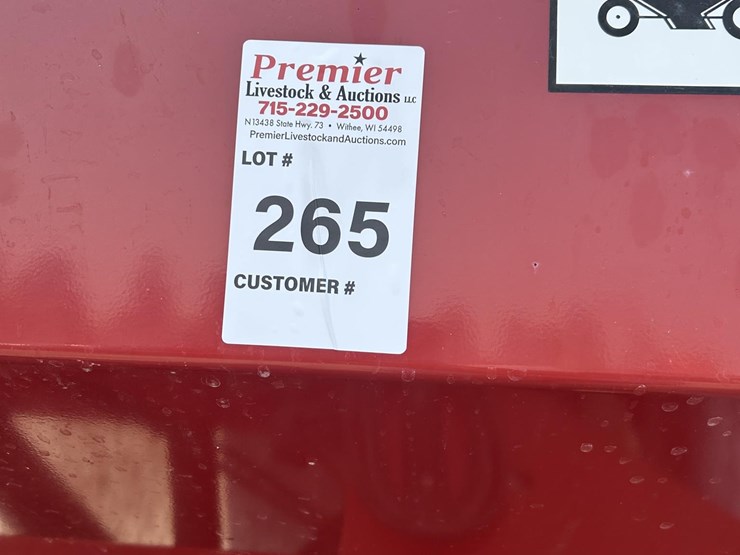 Premier
Livestock & Auctions LLC
715-229-2500
N13438 State Hwy. 73 • Withee, WI 54498
PremierLivestockandAuctions.com
LOT #
265
CUSTOMER #